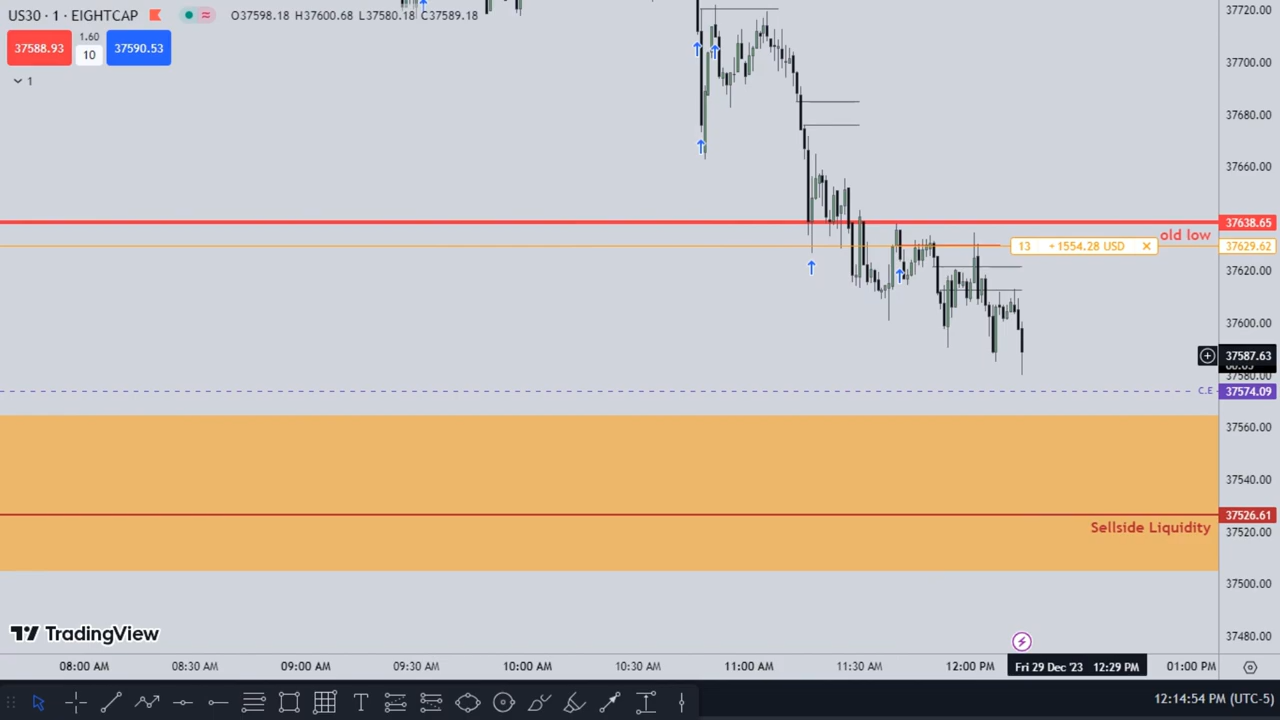 US30 · 1 · EIGHTCAP
O37598.18 H37600.68 L37580.18 C37589.18
37588.93
1.60
10
37590.53
1
37720.00
37700.00
37680.00
37660.00
37638.65
old low
13 +1554.28 USD
37629.62
37620.00
37600.00
37587.63
37580.00
C.E
37574.09
37560.00
37540.00
37526.61
Sellside Liquidity
37520.00
37500.00
37480.00
TradingView
08:00 AM 08:30 AM 09:00 AM 09:30 AM 10:00 AM 10:30 AM 11:00 AM 11:30 AM 12:00 PM Fri 29 Dec '23 12:29 PM 01:00 PM
12:14:54 PM (UTC-5)